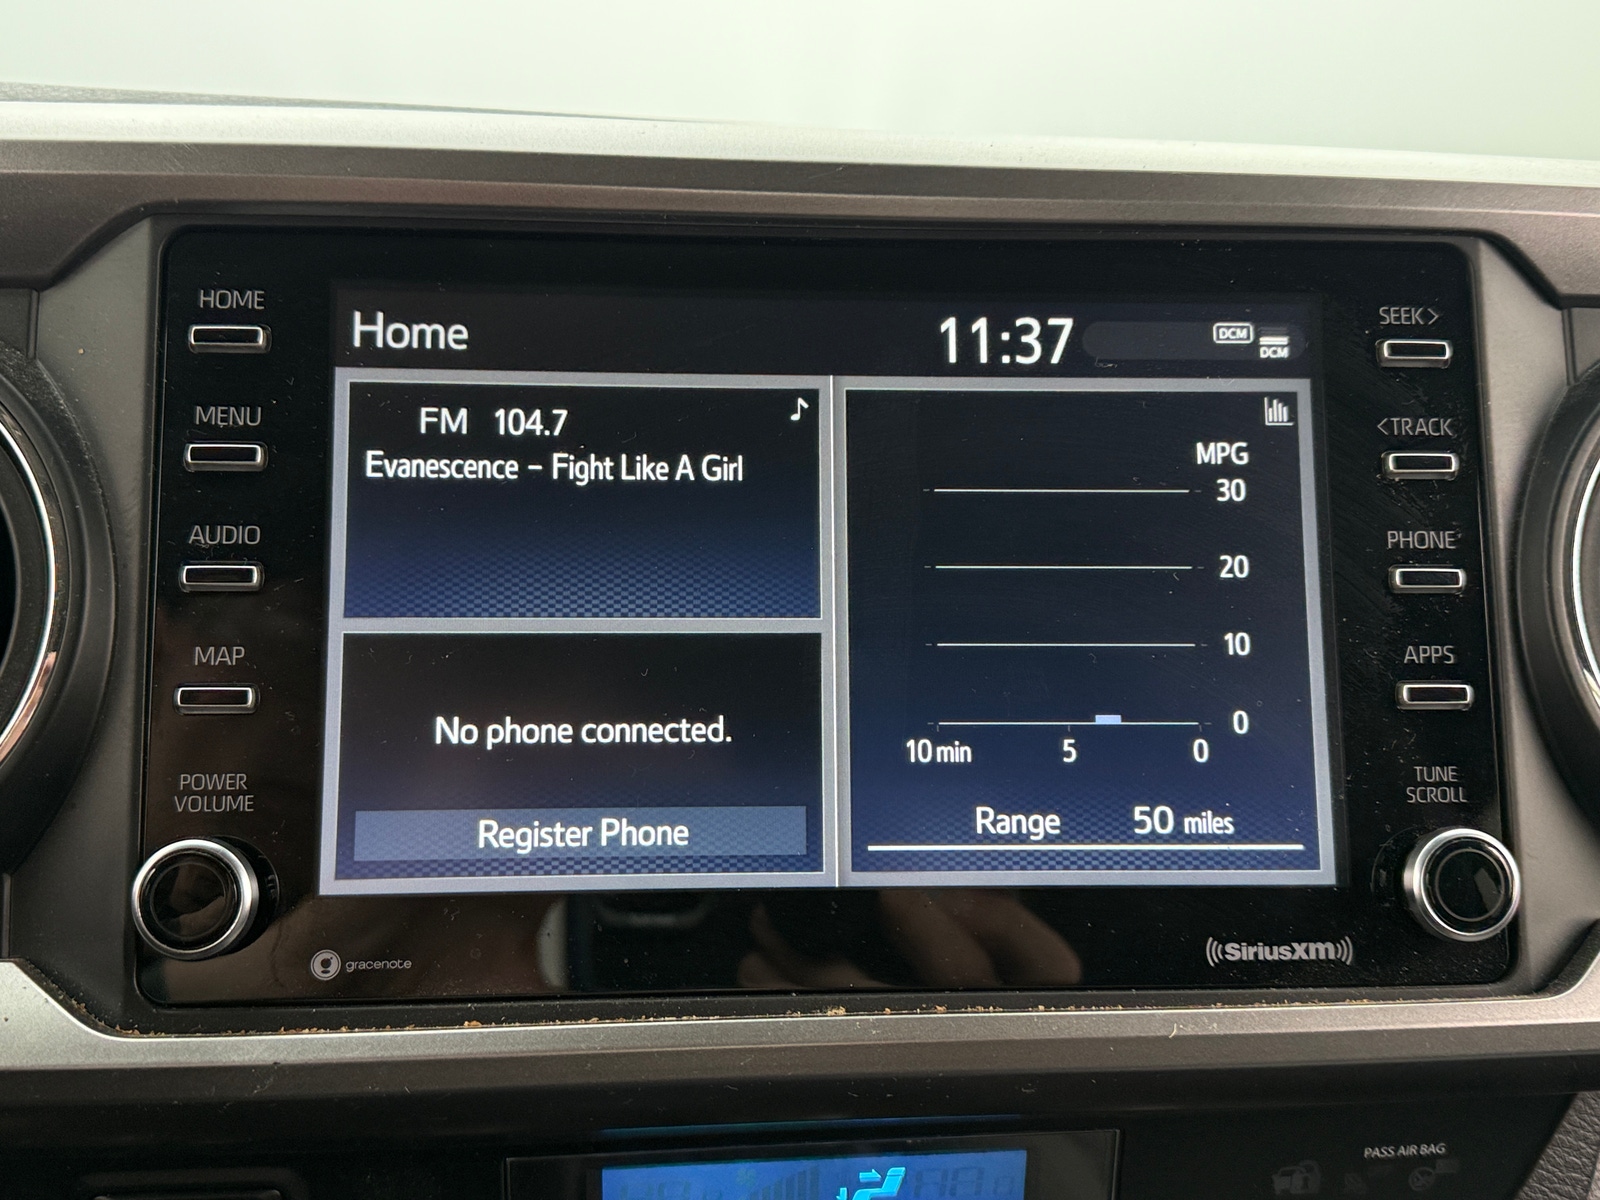 HOME
MENU
AUDIO
MAP
POWER
VOLUME
Home
11:37
DCM
DCM
FM 104.7
Evanescence - Fight Like A Girl
No phone connected.
Register Phone
MPG
30
20
10
0
10 min 5 0
Range 50 miles
SEEK>
<TRACK
PHONE
APPS
TUNE
SCROLL
gracenote
SiriusXM
PASS AIR BAG